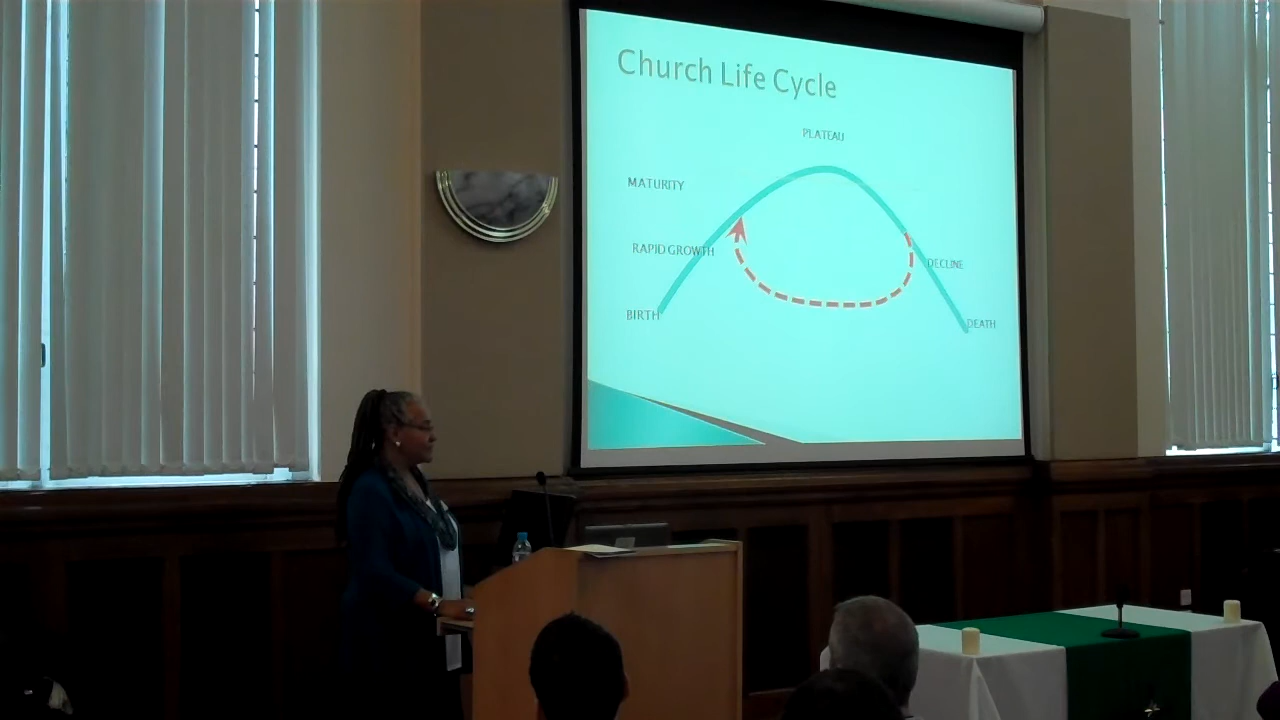 Church Life Cycle
PLATEAU
MATURITY
RAPID GROWTH
DECLINE
BIRTH
DEATH